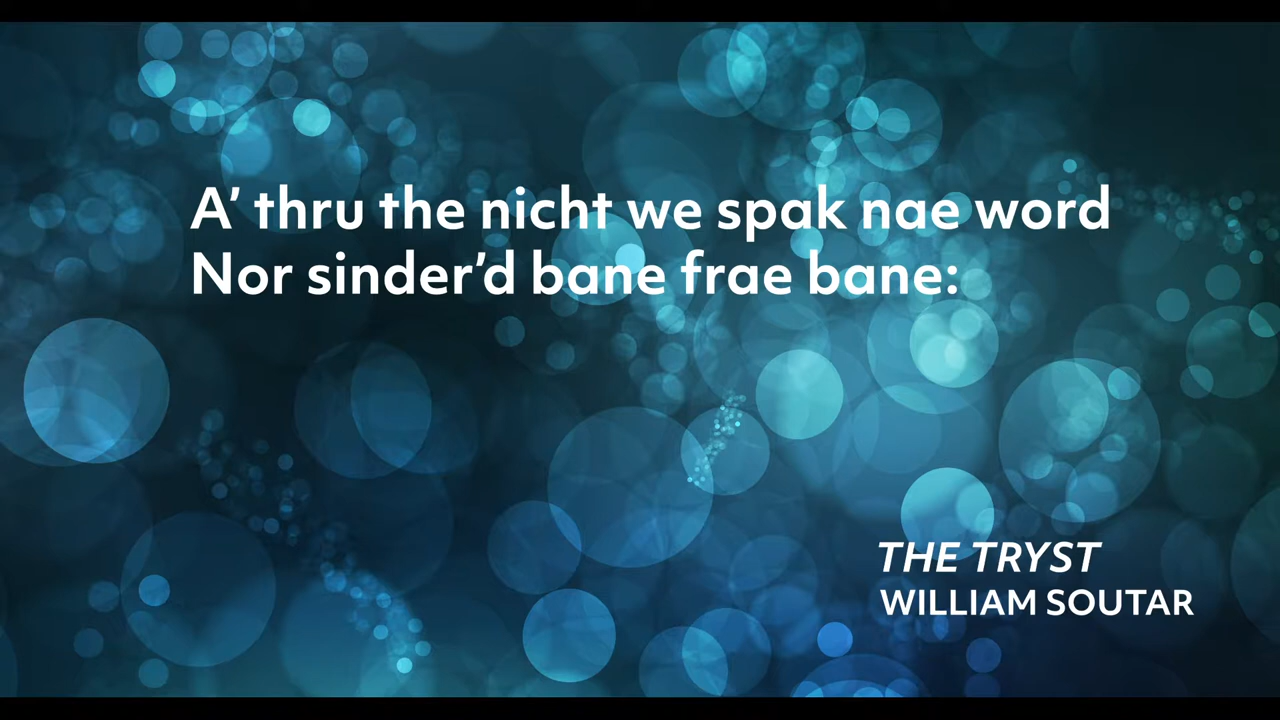 A’ thru the nicht we spak nae word
Nor sinder’d bane frae bane:
THE TRYST
WILLIAM SOUTAR